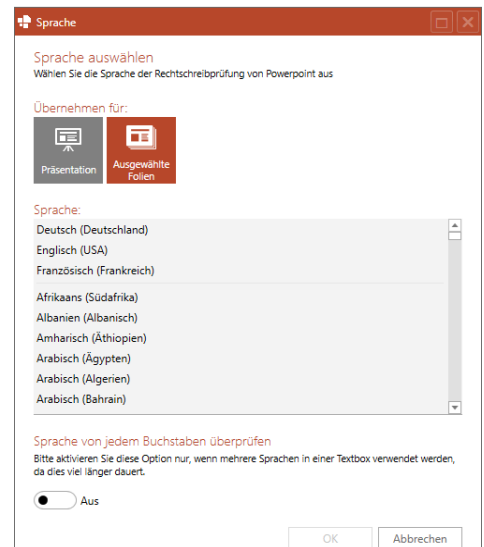 Sprache
Sprache auswählen
Wählen Sie die Sprache der Rechtschreibprüfung von Powerpoint aus
Übernehmen für:
Präsentation
Ausgewählte
Folien
Sprache:
Deutsch (Deutschland)
Englisch (USA)
Französisch (Frankreich)
Afrikaans (Südafrika)
Albanien (Albanisch)
Amharisch (Äthiopien)
Arabisch (Ägypten)
Arabisch (Algerien)
Arabisch (Bahrain)
Sprache von jedem Buchstaben überprüfen
Bitte aktivieren Sie diese Option nur, wenn mehrere Sprachen in einer Textbox verwendet werden,
da dies viel länger dauert.
Aus
OK
Abbrechen